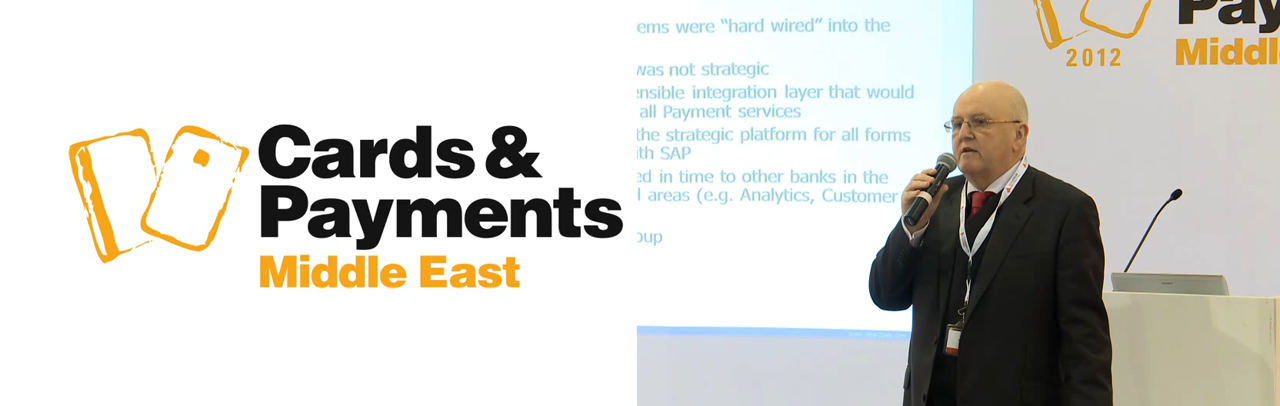 Cards &
Payments
Middle East
ems were “hard wired” into the
was not strategic
ensible integration layer that would
all Payment services
the strategic platform for all forms
ith SAP
ed in time to other banks in the
l areas (e.g. Analytics, Customer
oup
2012
Pay
Middle